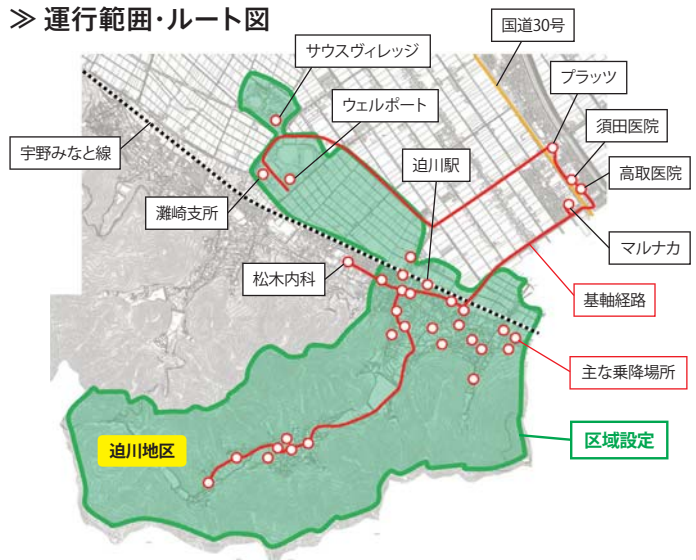 ≫ 運行範囲・ルート図
国道30号
サウスヴィレッジ
プラッツ
ウェルポート
須田医院
宇野みなと線
迫川駅
高取医院
灘崎支所
マルナカ
松木内科
基軸経路
主な乗降場所
区域設定
迫川地区